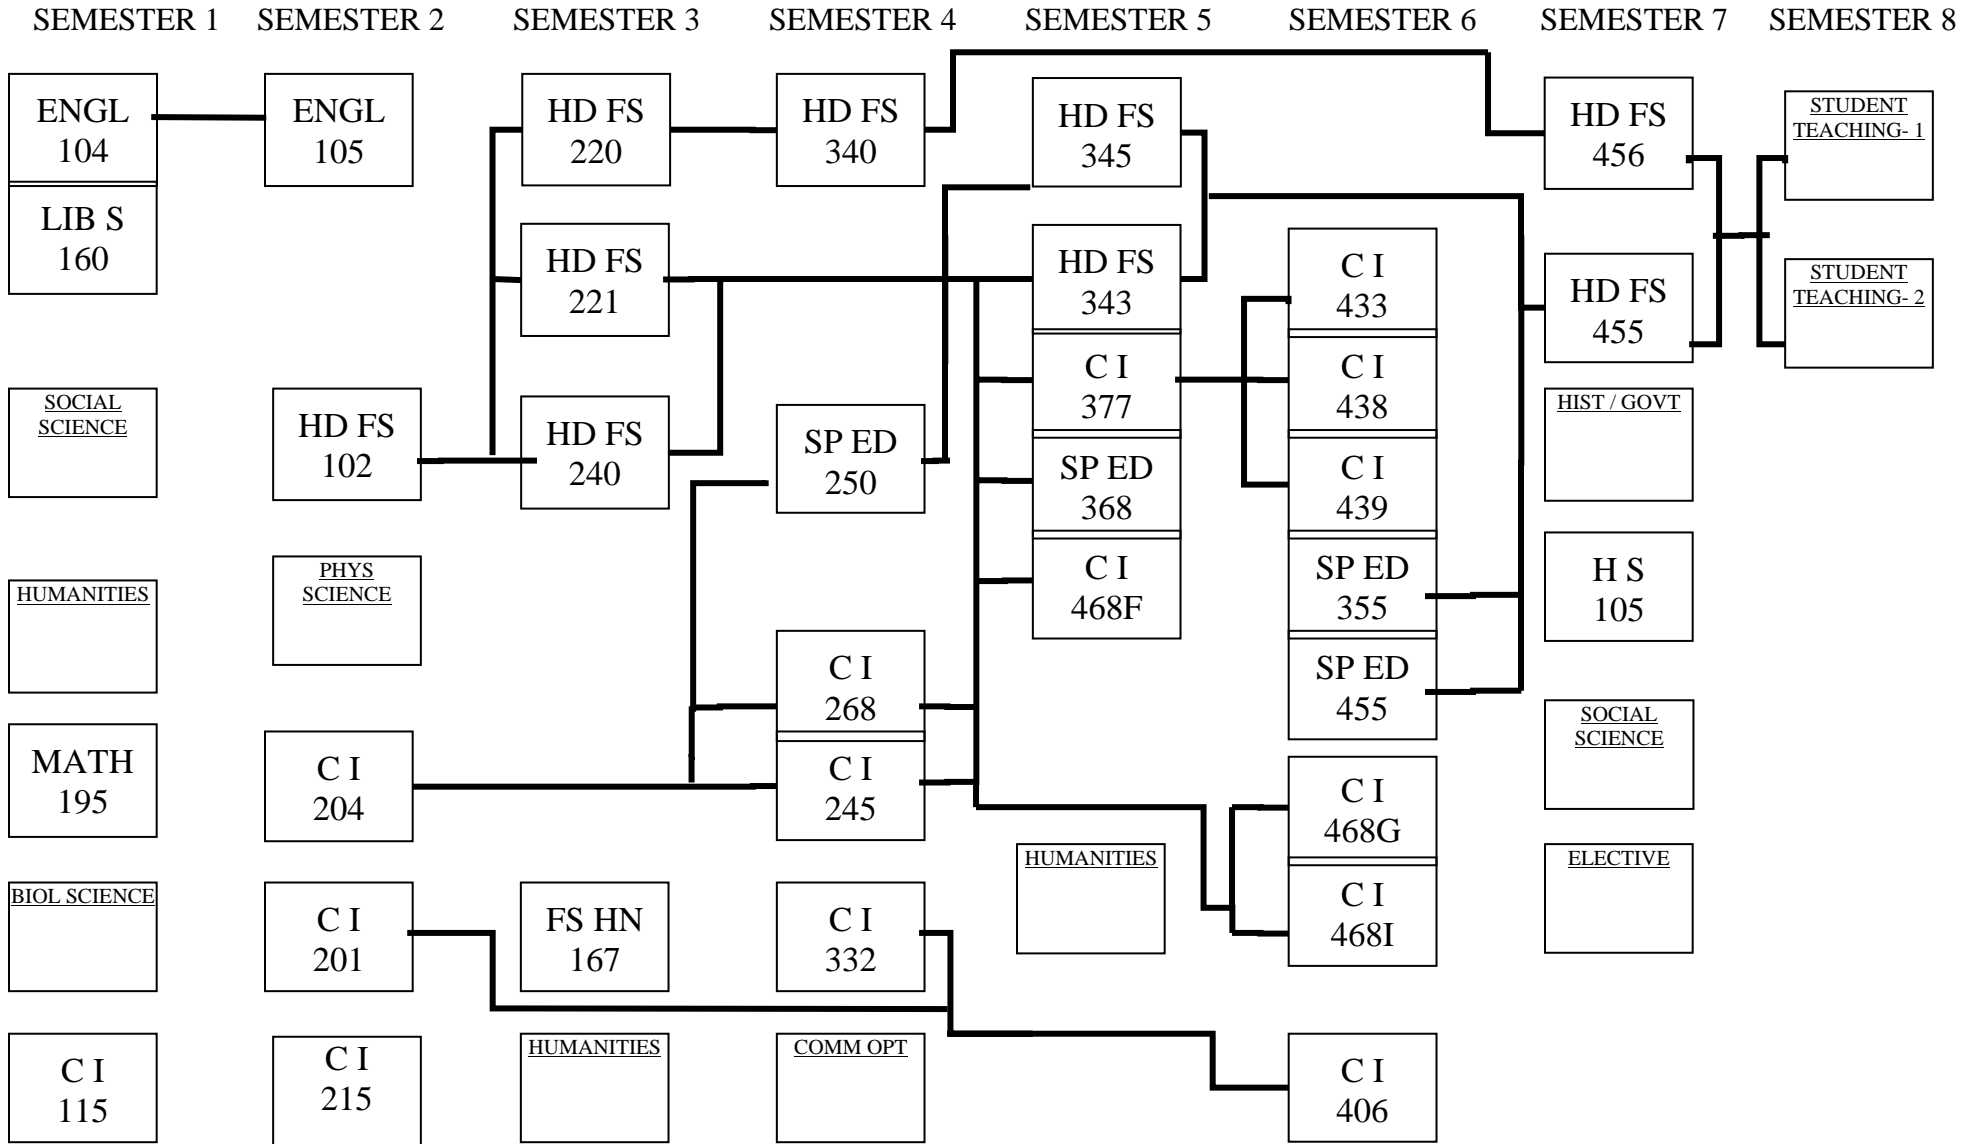 SEMESTER 1 SEMESTER 2 SEMESTER 3 SEMESTER 4 SEMESTER 5 SEMESTER 6 SEMESTER 7 SEMESTER 8
ENGL
104
LIB S
160
SOCIAL
SCIENCE
HUMANITIES
MATH
195
BIOL SCIENCE
C I
115
ENGL
105
HD FS
102
PHYS
SCIENCE
C I
204
C I
201
C I
215
HD FS
220
HD FS
221
HD FS
240
FS HN
167
HUMANITIES
HD FS
340
SP ED
250
C I
268
C I
245
C I
332
COMM OPT
HD FS
345
HD FS
343
C I
377
SP ED
368
C I
468F
HUMANITIES
C I
433
C I
438
C I
439
SP ED
355
SP ED
455
C I
468G
C I
468I
C I
406
HD FS
456
HD FS
455
HIST / GOVT
H S
105
SOCIAL
SCIENCE
ELECTIVE
STUDENT
TEACHING- 1
STUDENT
TEACHING- 2